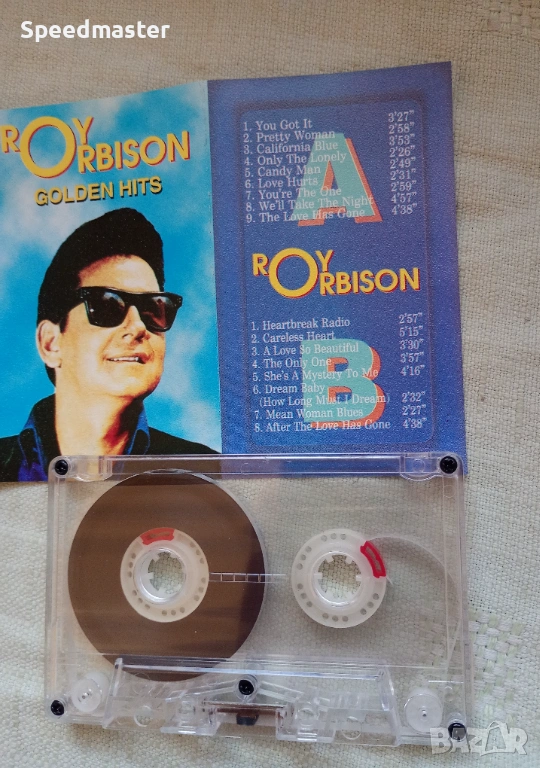 Speedmaster
ROY
ORBISON
GOLDEN HITS
1. You Got It 3'27"
2. Pretty Woman 2'58"
3. California Blue 3'53"
4. Only The Lonely 2'26"
5. Candy Man 2'49"
6. Love Hurts 2'31"
7. You're The One 2'59"
8. We'll Take The Night 4'57"
9. The Love Has Gone 4'38"
A
ROY
ORBISON
1. Heartbreak Radio 2'57"
2. Careless Heart 5'15"
3. A Love So Beautiful 3'30"
4. The Only One 3'57"
5. She's A Mystery To Me 4'16"
6. Dream Baby
(How Long Must I Dream) 2'32"
7. Mean Woman Blues 2'27"
8. After The Love Has Gone 4'38"
B
BAZAR